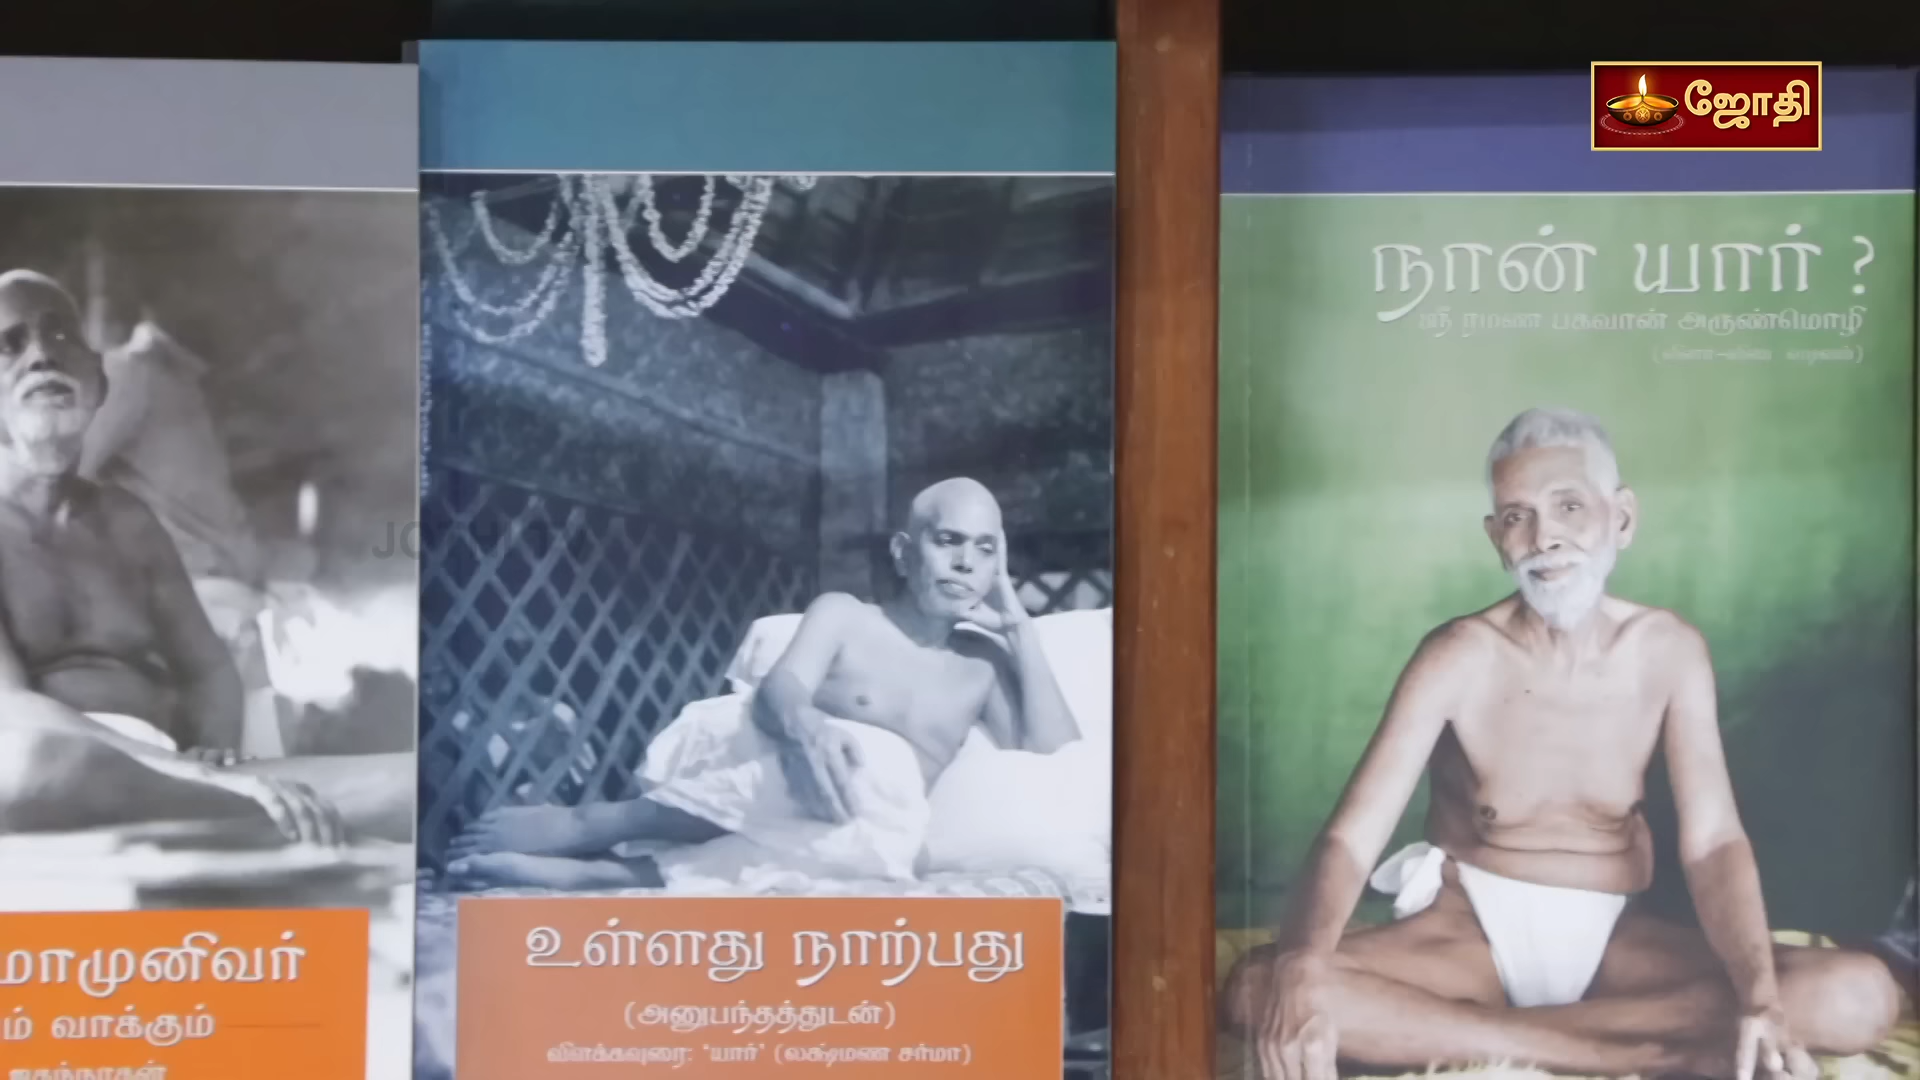 ஜோதி
நான் யார் ?
ஸ்ரீ ரமண பகவான் அருண்மொழி
மாமுனிவர்
வாக்கும்
உள்ளது நாற்பது
(அனுபந்தத்துடன்)
விளக்கவுரை: ‘யார்’ (லக்ஷ்மண சர்மா)